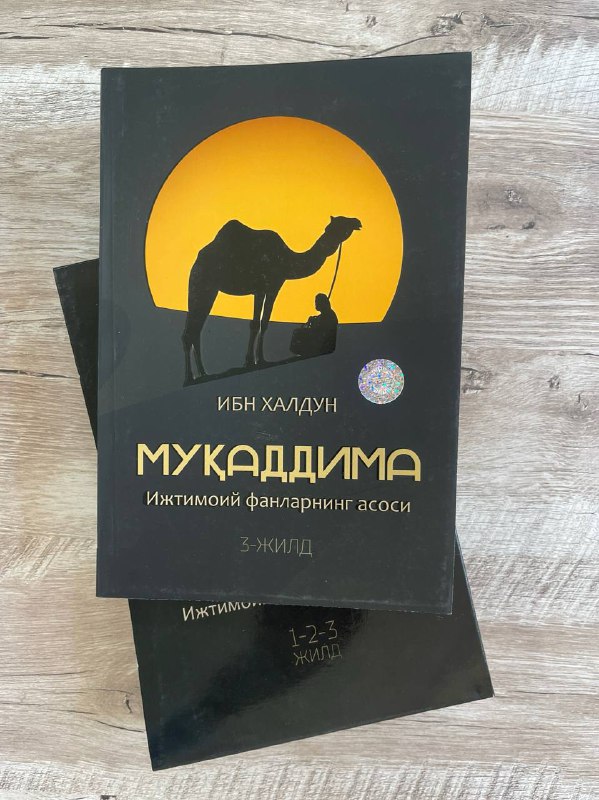 ИБН ХАЛДУН
МУҚАДДИМА
Ижтимоий фанларнинг асоси
3-ЖИЛД
1-2-3
ЖИЛД